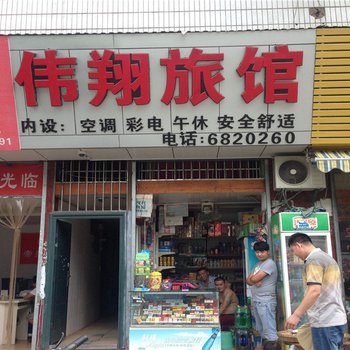 伟翔旅馆
内设: 空调 彩电 午休 安全舒适
电话:6820260
91
光临